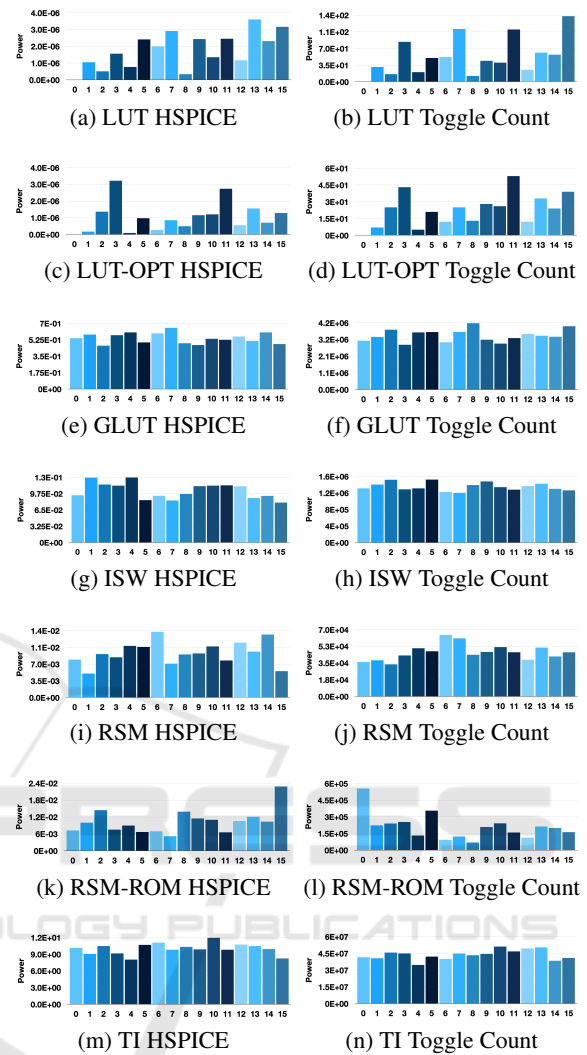 4.0E-06
3.0E-06
2.0E-06
1.0E-06
0.0E+00
Power
0 1 2 3 4 5 6 7 8 9 10 11 12 13 14 15
(a) LUT HSPICE
1.4E+02
1.1E+02
7.0E+01
3.5E+01
0.0E+00
Power
0 1 2 3 4 5 6 7 8 9 10 11 12 13 14 15
(b) LUT Toggle Count
4.0E-06
3.0E-06
2.0E-06
1.0E-06
0.0E+00
Power
0 1 2 3 4 5 6 7 8 9 10 11 12 13 14 15
(c) LUT-OPT HSPICE
6E+01
4.5E+01
3E+01
1.5E+01
0E+00
Power
0 1 2 3 4 5 6 7 8 9 10 11 12 13 14 15
(d) LUT-OPT Toggle Count
7E-01
5.25E-01
3.5E-01
1.75E-01
0E+00
Power
0 1 2 3 4 5 6 7 8 9 10 11 12 13 14 15
(e) GLUT HSPICE
4.2E+06
3.2E+06
2.1E+06
1.1E+06
0.0E+00
Power
0 1 2 3 4 5 6 7 8 9 10 11 12 13 14 15
(f) GLUT Toggle Count
1.3E-01
9.75E-02
6.5E-02
3.25E-02
0E+00
Power
0 1 2 3 4 5 6 7 8 9 10 11 12 13 14 15
(g) ISW HSPICE
1.6E+06
1.2E+06
8E+05
4E+05
0E+00
Power
0 1 2 3 4 5 6 7 8 9 10 11 12 13 14 15
(h) ISW Toggle Count
1.4E-02
1.1E-02
7.0E-03
3.5E-03
0.0E+00
Power
0 1 2 3 4 5 6 7 8 9 10 11 12 13 14 15
(i) RSM HSPICE
7.0E+04
5.3E+04
3.5E+04
1.8E+04
0.0E+00
Power
0 1 2 3 4 5 6 7 8 9 10 11 12 13 14 15
(j) RSM Toggle Count
2.4E-02
1.8E-02
1.2E-02
6E-03
0E+00
Power
0 1 2 3 4 5 6 7 8 9 10 11 12 13 14 15
(k) RSM-ROM HSPICE
6E+05
4.5E+05
3E+05
1.5E+05
0E+00
Power
0 1 2 3 4 5 6 7 8 9 10 11 12 13 14 15
(l) RSM-ROM Toggle Count
OLOGY PUBLICATIONS
1.2E+01
9.0E+00
6.0E+00
3.0E+00
0.0E+00
Power
0 1 2 3 4 5 6 7 8 9 10 11 12 13 14 15
(m) TI HSPICE
6E+07
4.5E+07
3E+07
1.5E+07
0E+00
Power
0 1 2 3 4 5 6 7 8 9 10 11 12 13 14 15
(n) TI Toggle Count